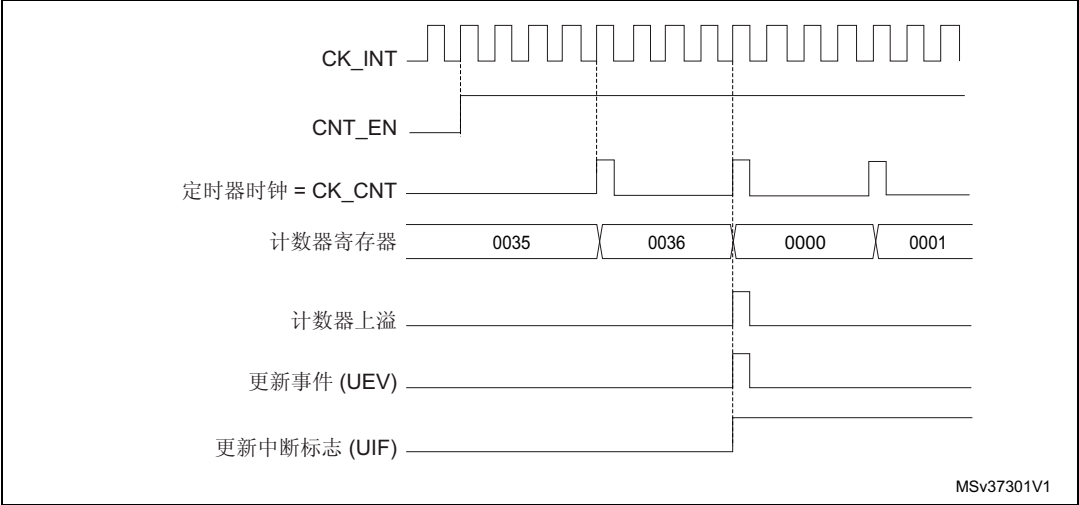 CK_INT
CNT_EN
定时器时钟 = CK_CNT
计数器寄存器 0035 0036 0000 0001
计数器上溢
更新事件 (UEV)
更新中断标志 (UIF)
MSv37301V1